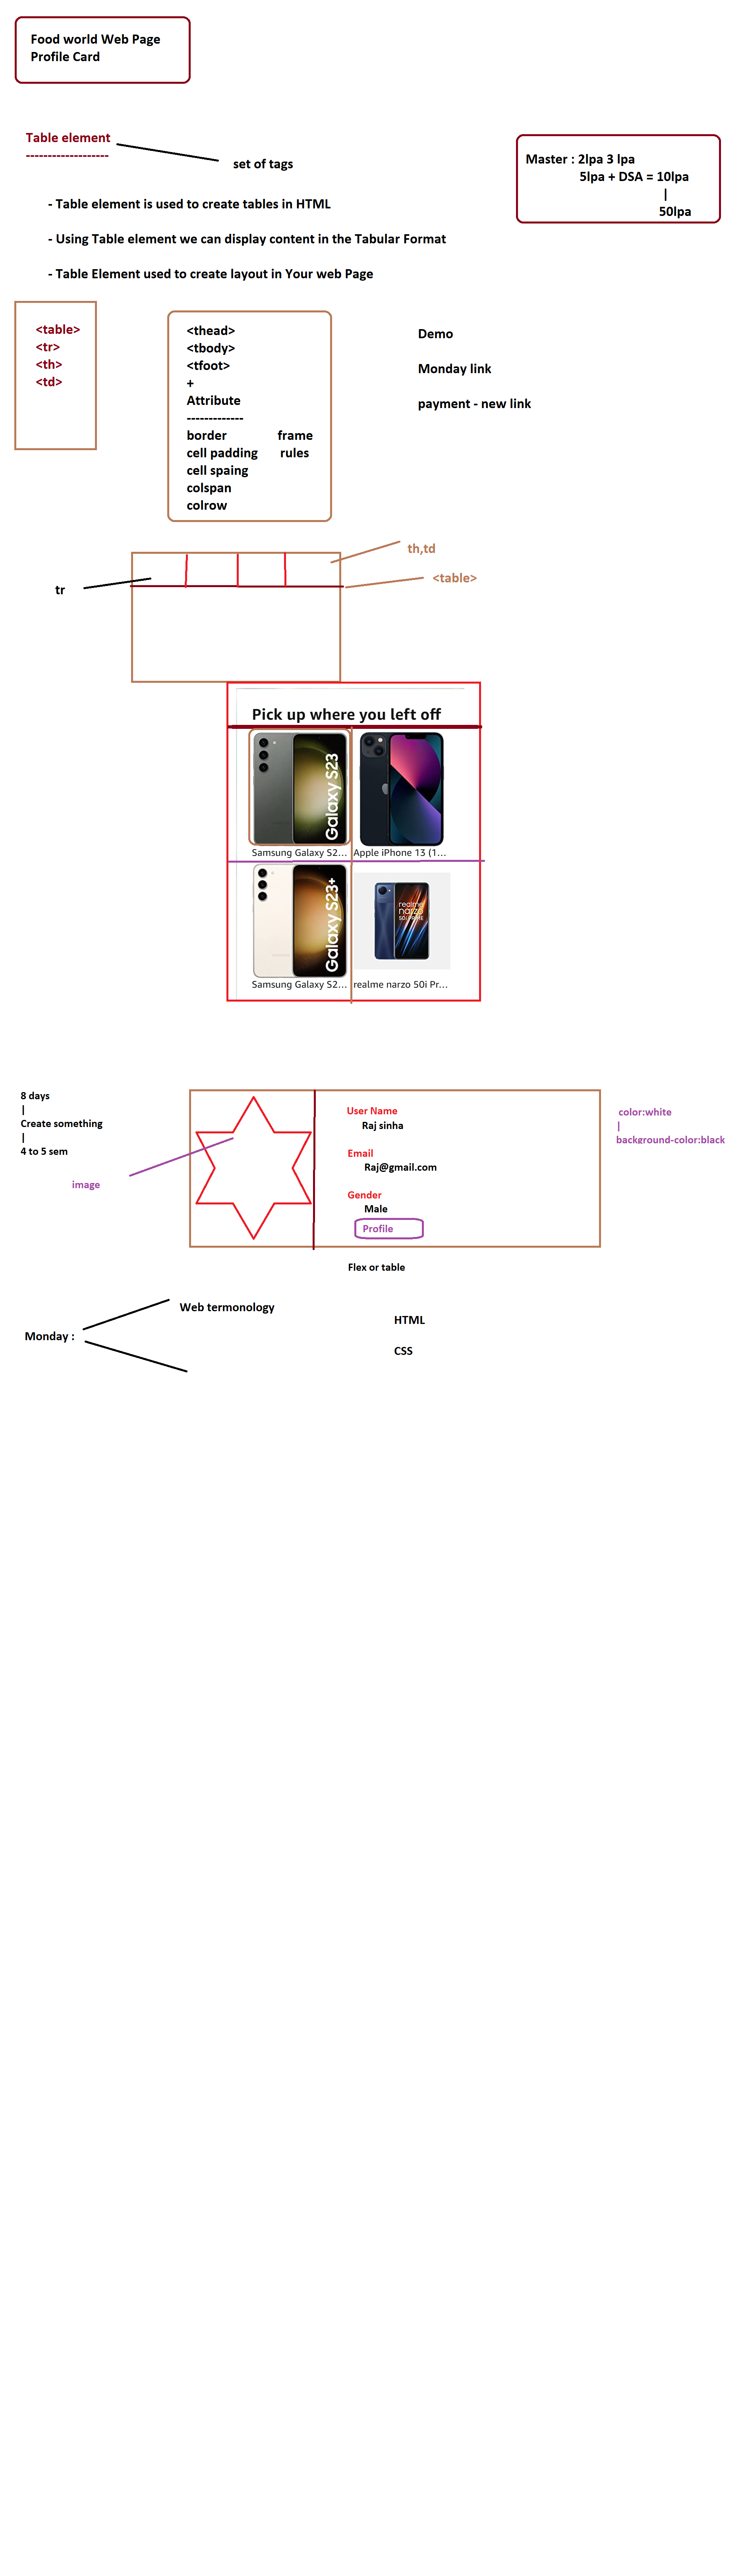 Food world Web Page
Profile Card
Table element
-------------------
set of tags
Master : 2lpa 3 lpa
5lpa + DSA = 10lpa
|
50lpa
- Table element is used to create tables in HTML
- Using Table element we can display content in the Tabular Format
- Table Element used to create layout in Your web Page
<table>
<tr>
<th>
<td>
<thead>
<tbody>
<tfoot>
+
Attribute
-------------
border frame
cell padding rules
cell spaing
colspan
colrow
Demo
Monday link
payment - new link
th,td
<table>
tr
Pick up where you left off
Galaxy S23
Samsung Galaxy S2... Apple iPhone 13 (1...
Galaxy S23+
realme
narzo
50i PRIME
Samsung Galaxy S2... realme narzo 50i Pr...
8 days
|
Create something
|
4 to 5 sem
image
User Name
Raj sinha
Email
Raj@gmail.com
Gender
Male
Profile
color:white
|
background-color:black
Flex or table
Monday :
Web termonology
HTML
CSS